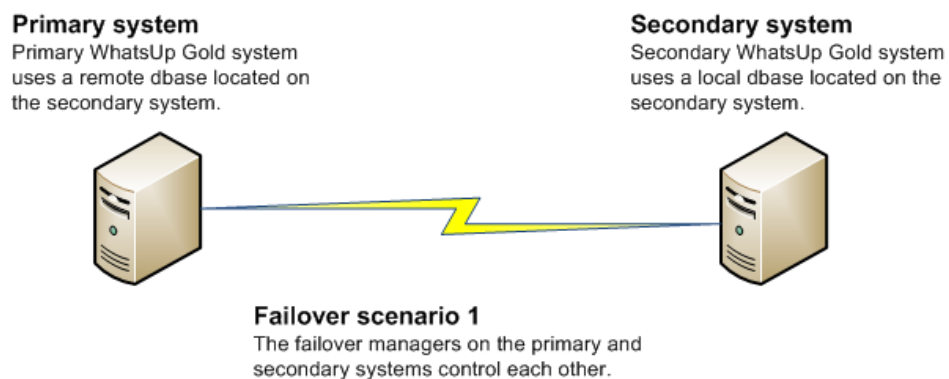 Primary system
Primary WhatsUp Gold system
uses a remote dbase located on
the secondary system.
Secondary system
Secondary WhatsUp Gold system
uses a local dbase located on the
secondary system.
Failover scenario 1
The failover managers on the primary and
secondary systems control each other.